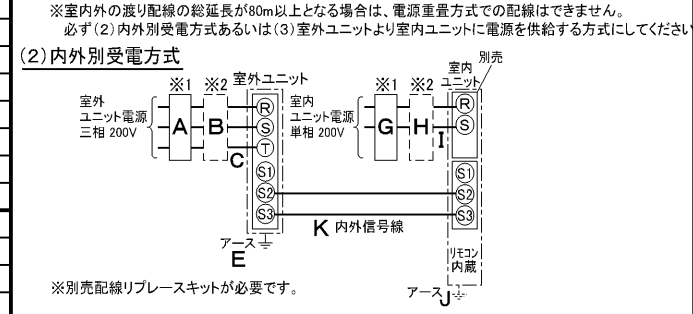 ※室内外の渡り配線の総延長が80m以上となる場合は、電源重畳方式での配線はできません。
必ず(2)内外別受電方式あるいは(3)室外ユニットより室内ユニットに電源を供給する方式にしてください
(2)内外別受電方式
別売
※1 ※2 室外ユニット ※1 ※2 室内ユニット
室外ユニット電源 三相 200V
A B C
R
S
T
S1
S2
S3
室内ユニット電源 単相 200V
G H I
R
S
S1
S2
S3
K 内外信号線
アース
E
リモコン内蔵
※別売配線リプレースキットが必要です。
アース J